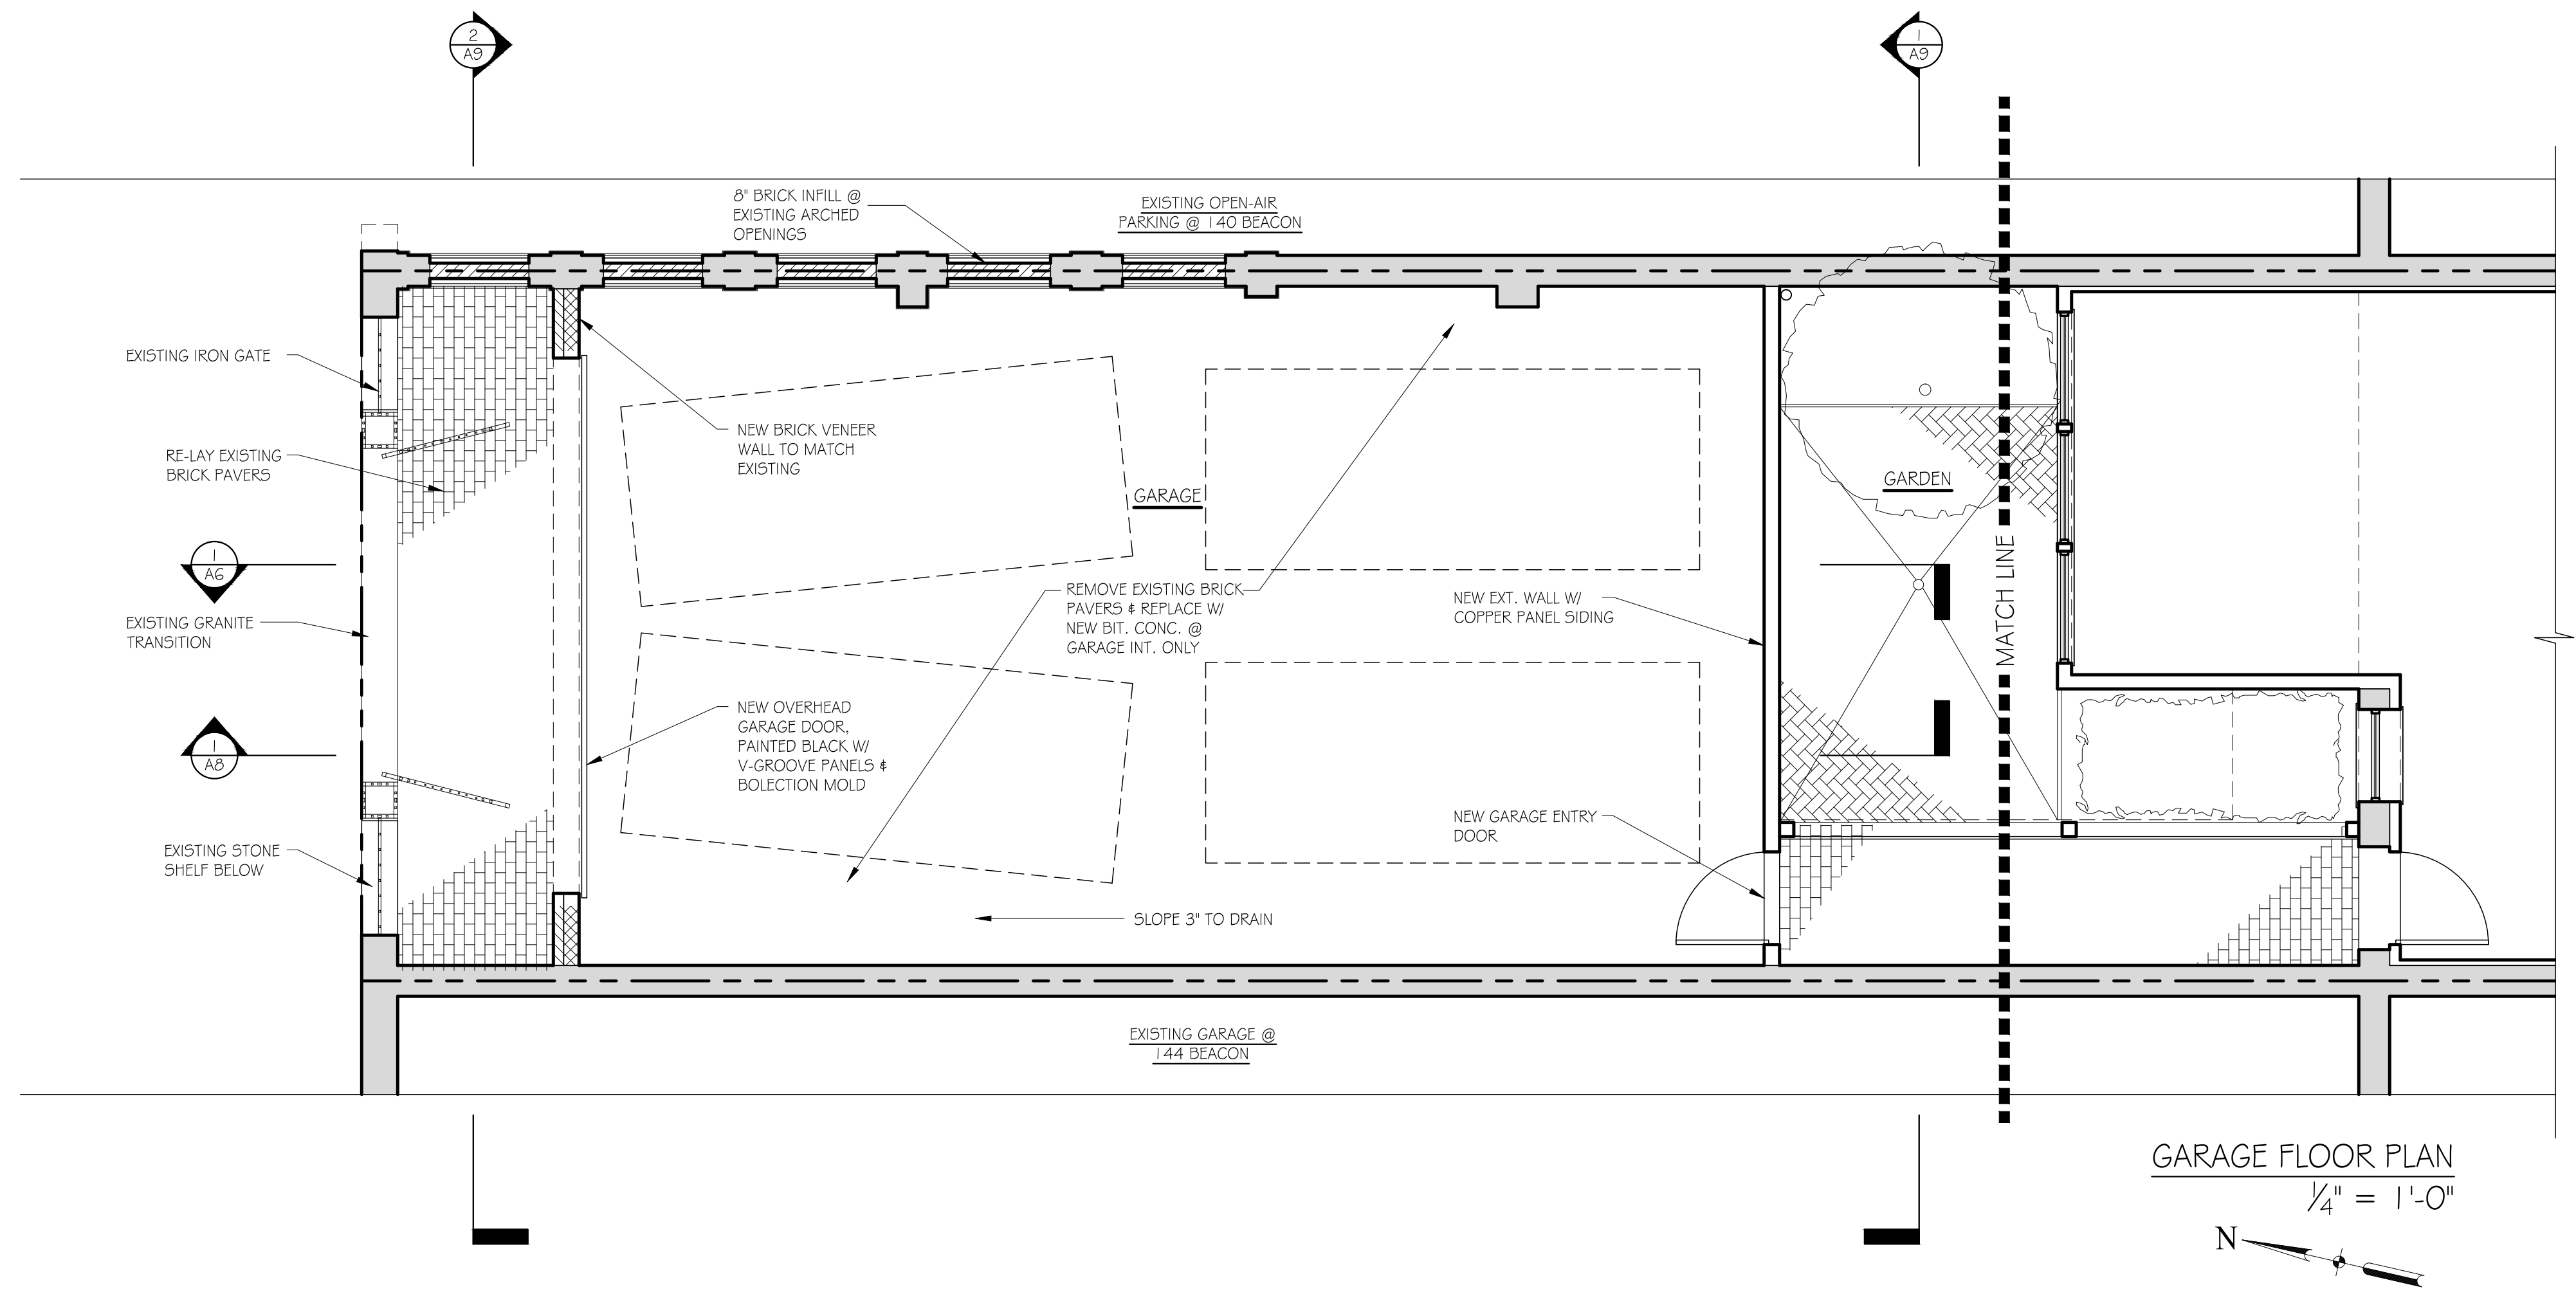 2
A9
1
A9
8" BRICK INFILL @
EXISTING ARCHED
OPENINGS
EXISTING OPEN-AIR
PARKING @ 140 BEACON
EXISTING IRON GATE
RE-LAY EXISTING
BRICK PAVERS
NEW BRICK VENEER
WALL TO MATCH
EXISTING
GARAGE
GARDEN
1
A6
EXISTING GRANITE
TRANSITION
REMOVE EXISTING BRICK
PAVERS & REPLACE W/
NEW BIT. CONC. @
GARAGE INT. ONLY
NEW EXT. WALL W/
COPPER PANEL SIDING
MATCH LINE
1
A8
NEW OVERHEAD
GARAGE DOOR,
PAINTED BLACK W/
V-GROOVE PANELS &
BOLECTION MOLD
EXISTING STONE
SHELF BELOW
NEW GARAGE ENTRY
DOOR
SLOPE 3" TO DRAIN
EXISTING GARAGE @
144 BEACON
GARAGE FLOOR PLAN
1/4" = 1'-0"
N